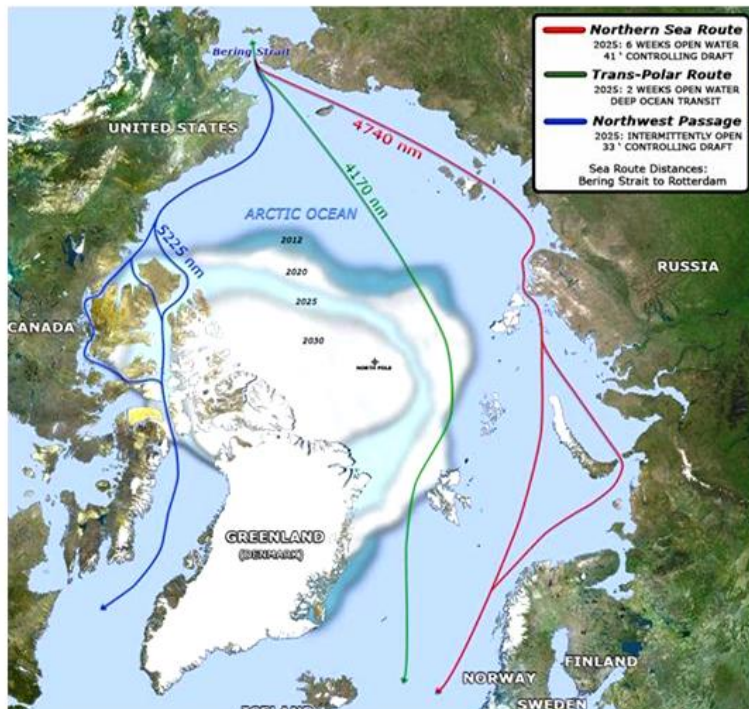 Bering Strait
Northern Sea Route
2025: 6 WEEKS OPEN WATER
41' CONTROLLING DRAFT
Trans-Polar Route
2025: 2 WEEKS OPEN WATER
DEEP OCEAN TRANSIT
Northwest Passage
2025: INTERMITTENTLY OPEN
33' CONTROLLING DRAFT
Sea Route Distances:
Bering Strait to Rotterdam
UNITED STATES
4740 nm
4170 nm
ARCTIC OCEAN
5225 nm
2012
2020
2025
2030
RUSSIA
CANADA
NORTH POLE
GREENLAND
(DENMARK)
FINLAND
NORWAY
SWEDEN